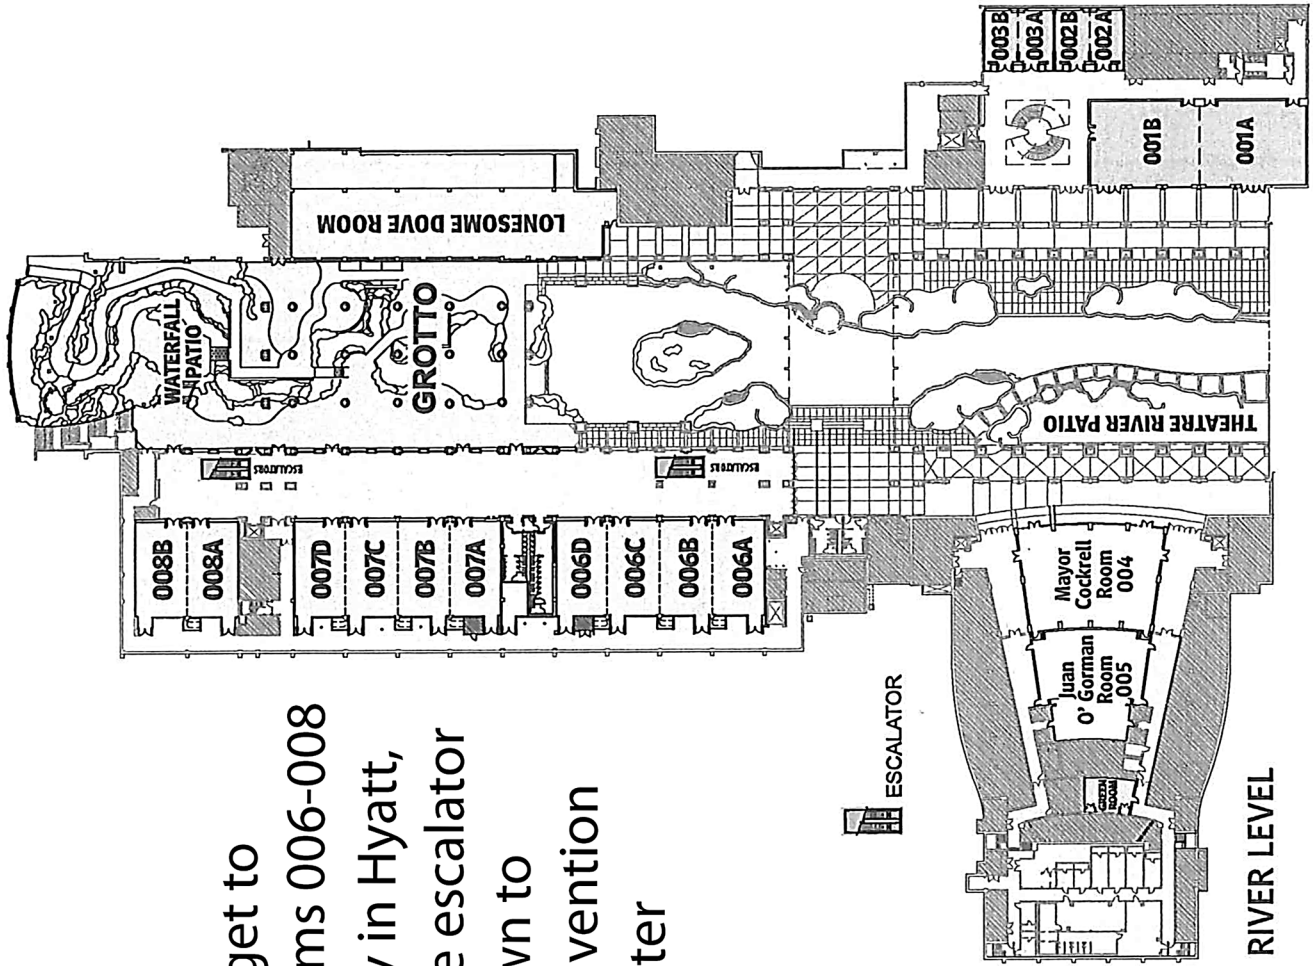 get to
ms 006-008
y in Hyatt,
e escalator
wn to
vention
ter
RIVER LEVEL
ESCALATOR
WATERFALL
PATIO
GROTTO
LONESOME DOVE ROOM
THEATRE RIVER PATIO
ESCALATORS
ESCALATORS
008B
008A
007D
007C
007B
007A
006D
006C
006B
006A
003B
003A
002B
002A
001B
001A
Mayor
Cockrell
Room
004
Juan
O' Gorman
Room
005
GREEN
ROOM